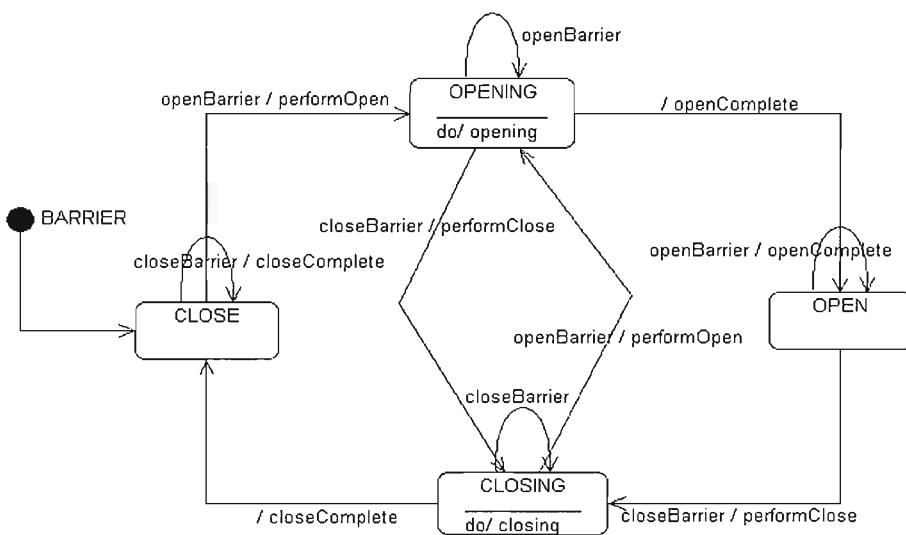 openBarrier
OPENING
do/ opening
openBarrier / performOpen
/ openComplete
closeBarrier / performClose
BARRIER
closeBarrier / closeComplete
openBarrier / openComplete
CLOSE
OPEN
openBarrier / performOpen
closeBarrier
CLOSING
do/ closing
/ closeComplete
closeBarrier / performClose